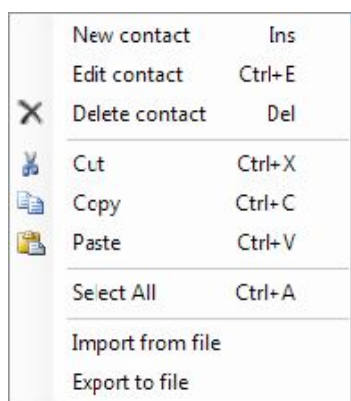 New contact Ins
Edit contact Ctrl+E
Delete contact Del
Cut Ctrl+X
Copy Ctrl+C
Paste Ctrl+V
Select All Ctrl+A
Import from file
Export to file